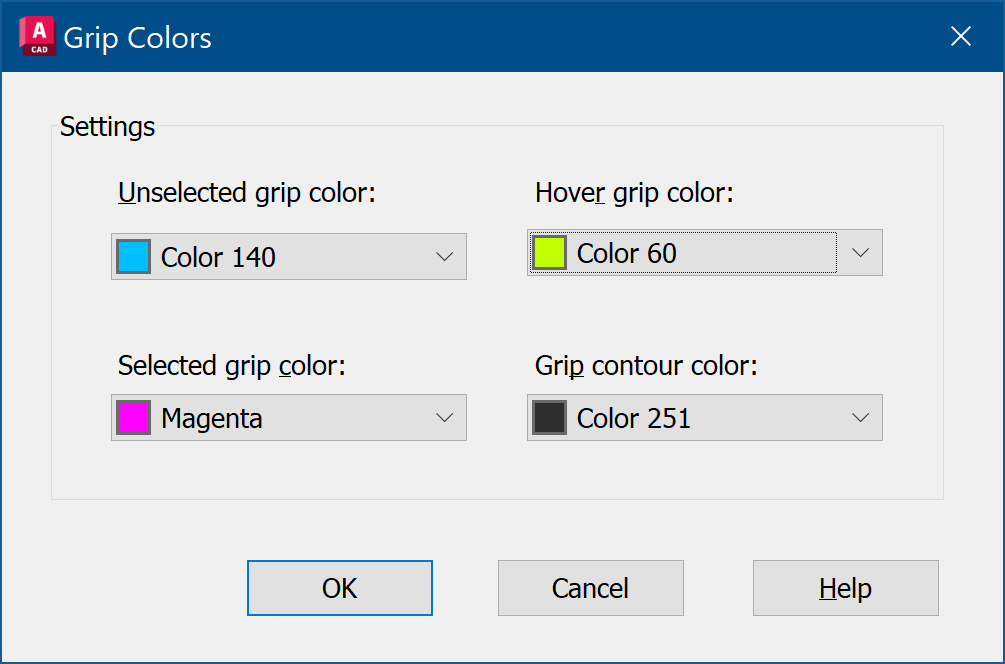 A
CAD
Grip Colors
Settings
Unselected grip color:
Hover grip color:
Color 140
Color 60
Selected grip color:
Grip contour color:
Magenta
Color 251
OK
Cancel
Help